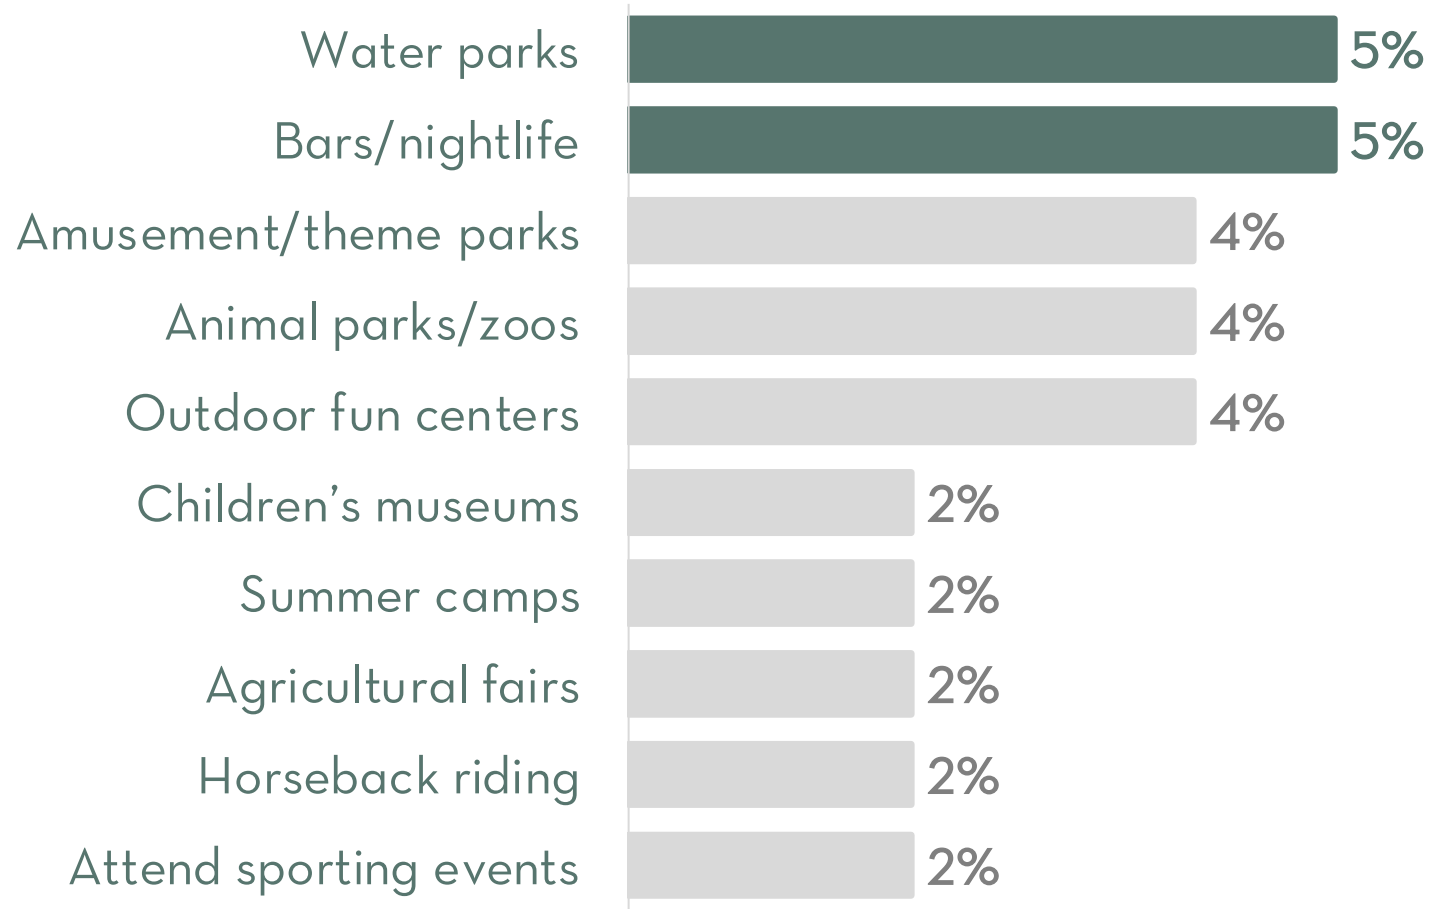 Water parks 5%
Bars/nightlife 5%
Amusement/theme parks 4%
Animal parks/zoos 4%
Outdoor fun centers 4%
Children’s museums 2%
Summer camps 2%
Agricultural fairs 2%
Horseback riding 2%
Attend sporting events 2%